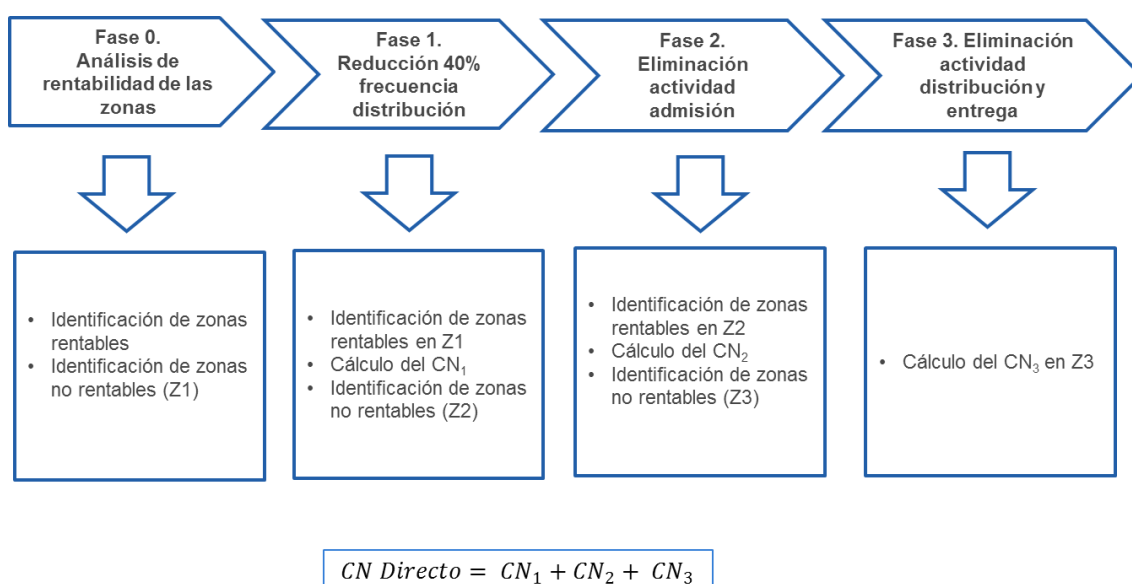 Fase 0.
Análisis de
rentabilidad de las
zonas
Fase 1.
Reducción 40%
frecuencia
distribución
Fase 2.
Eliminación
actividad
admisión
Fase 3. Eliminación
actividad
distribución y
entrega
• Identificación de zonas
rentables
• Identificación de zonas
no rentables (Z1)
• Identificación de zonas
rentables en Z1
• Cálculo del CN₁
• Identificación de zonas
no rentables (Z2)
• Identificación de zonas
rentables en Z2
• Cálculo del CN₂
• Identificación de zonas
no rentables (Z3)
• Cálculo del CN₃ en Z3
CN Directo = CN₁ + CN₂ + CN₃